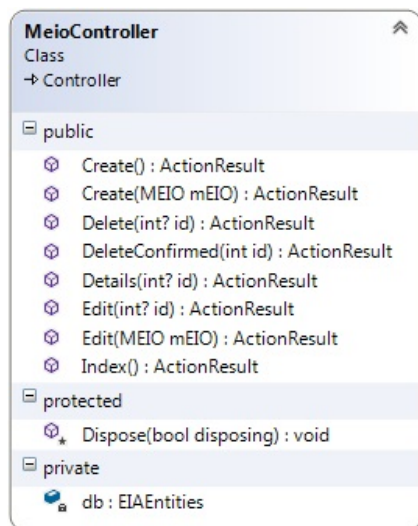 MeioController
Class
Controller
public
Create() : ActionResult
Create(MEIO mEIO) : ActionResult
Delete(int? id) : ActionResult
DeleteConfirmed(int id) : ActionResult
Details(int? id) : ActionResult
Edit(int? id) : ActionResult
Edit(MEIO mEIO) : ActionResult
Index() : ActionResult
protected
Dispose(bool disposing) : void
private
db : EIAEntities